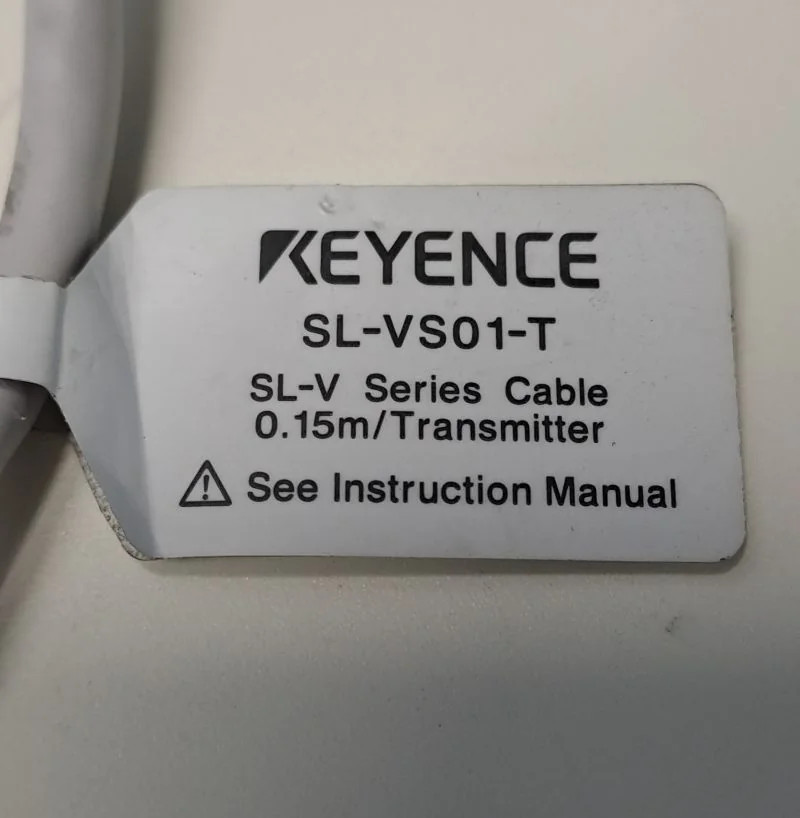 KEYENCE
SL-VS01-T
SL-V Series Cable
0.15m/Transmitter
⚠ See Instruction Manual